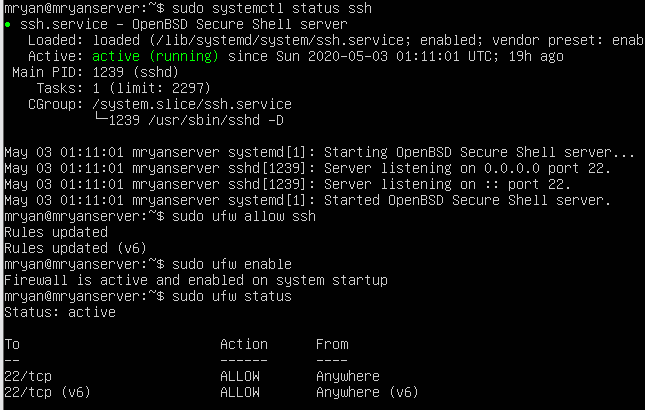 mryan@mryanserver:~$ sudo systemctl status ssh
● ssh.service - OpenBSD Secure Shell server
   Loaded: loaded (/lib/systemd/system/ssh.service; enabled; vendor preset: enab
   Active: active (running) since Sun 2020-05-03 01:11:01 UTC; 19h ago
 Main PID: 1239 (sshd)
    Tasks: 1 (limit: 2297)
   CGroup: /system.slice/ssh.service
           └─1239 /usr/sbin/sshd -D

May 03 01:11:01 mryanserver systemd[1]: Starting OpenBSD Secure Shell server...
May 03 01:11:01 mryanserver sshd[1239]: Server listening on 0.0.0.0 port 22.
May 03 01:11:01 mryanserver sshd[1239]: Server listening on :: port 22.
May 03 01:11:01 mryanserver systemd[1]: Started OpenBSD Secure Shell server.
mryan@mryanserver:~$ sudo ufw allow ssh
Rules updated
Rules updated (v6)
mryan@mryanserver:~$ sudo ufw enable
Firewall is active and enabled on system startup
mryan@mryanserver:~$ sudo ufw status
Status: active

To                         Action      From
--                         ------      ----
22/tcp                     ALLOW       Anywhere
22/tcp (v6)                ALLOW       Anywhere (v6)